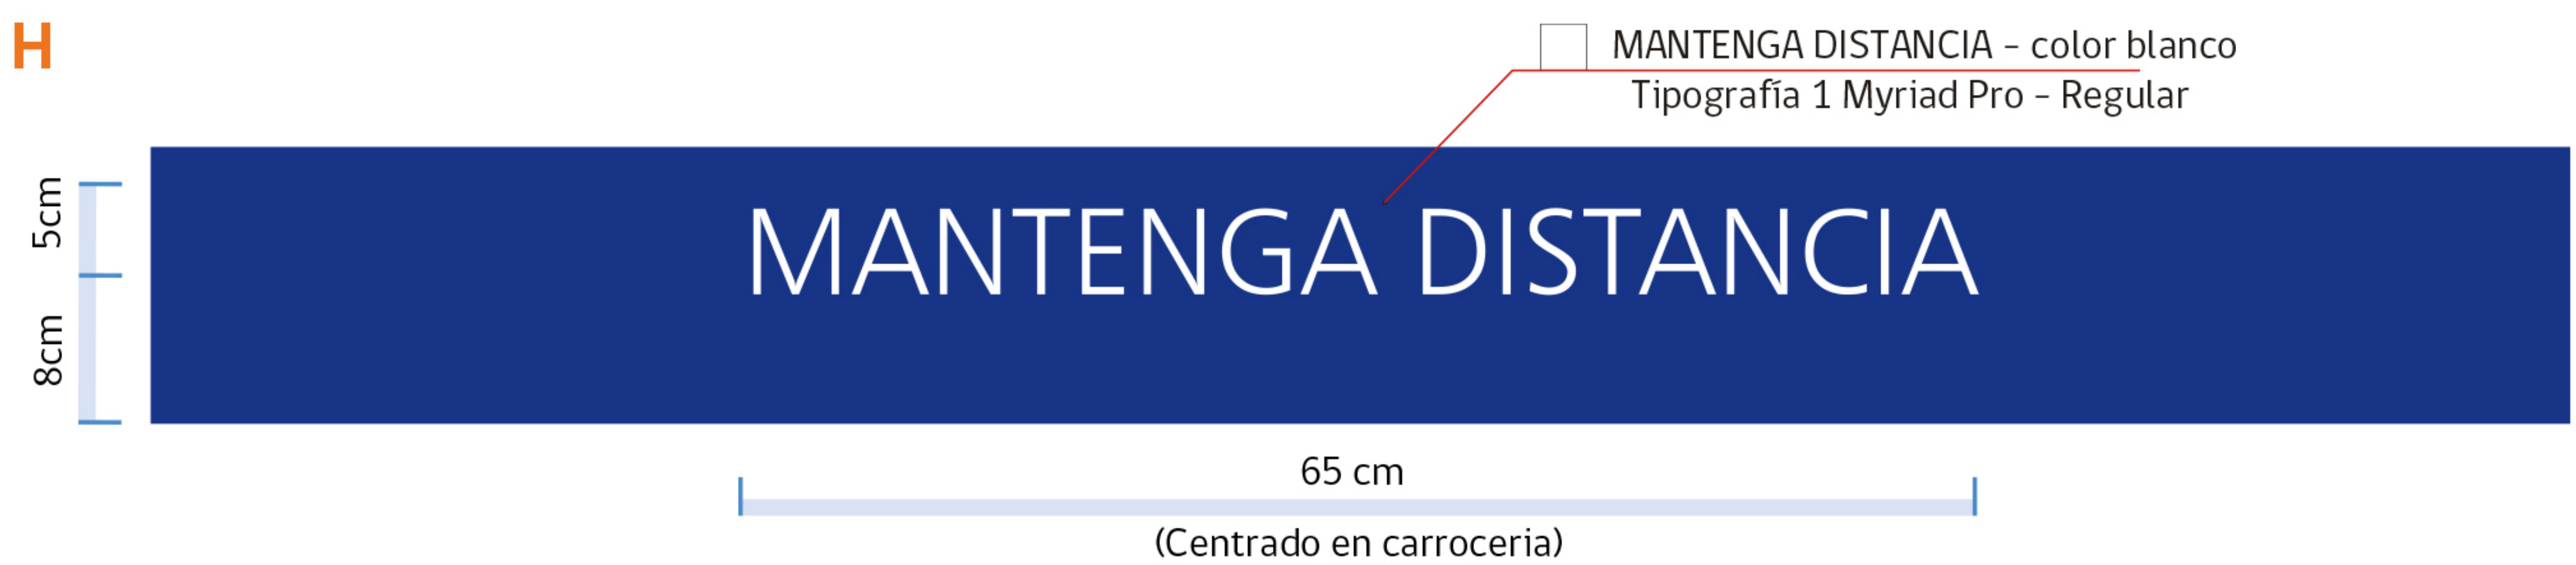 H
MANTENGA DISTANCIA – color blanco
Tipografía 1 Myriad Pro – Regular
5cm
MANTENGA DISTANCIA
8cm
65 cm
(Centrado en carroceria)